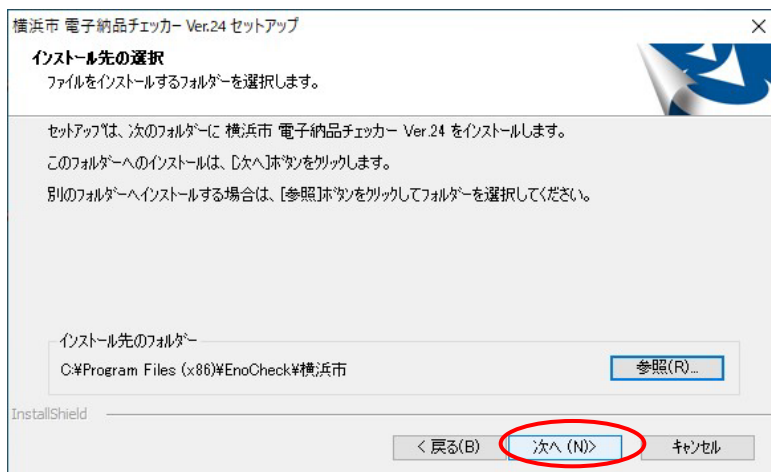 横浜市 電子納品チェッカー Ver.24 セットアップ
インストール先の選択
ファイルをインストールするフォルダーを選択します。
セットアップは、次のフォルダーに 横浜市 電子納品チェッカー Ver.24 をインストールします。
このフォルダーへのインストールは、[次へ]ボタンをクリックします。
別のフォルダーへインストールする場合は、[参照]ボタンをクリックしてフォルダーを選択してください。
インストール先のフォルダー
C:¥Program Files (x86)¥EnoCheck¥横浜市
参照(R)...
InstallShield
< 戻る(B)
次へ (N)>
キャンセル